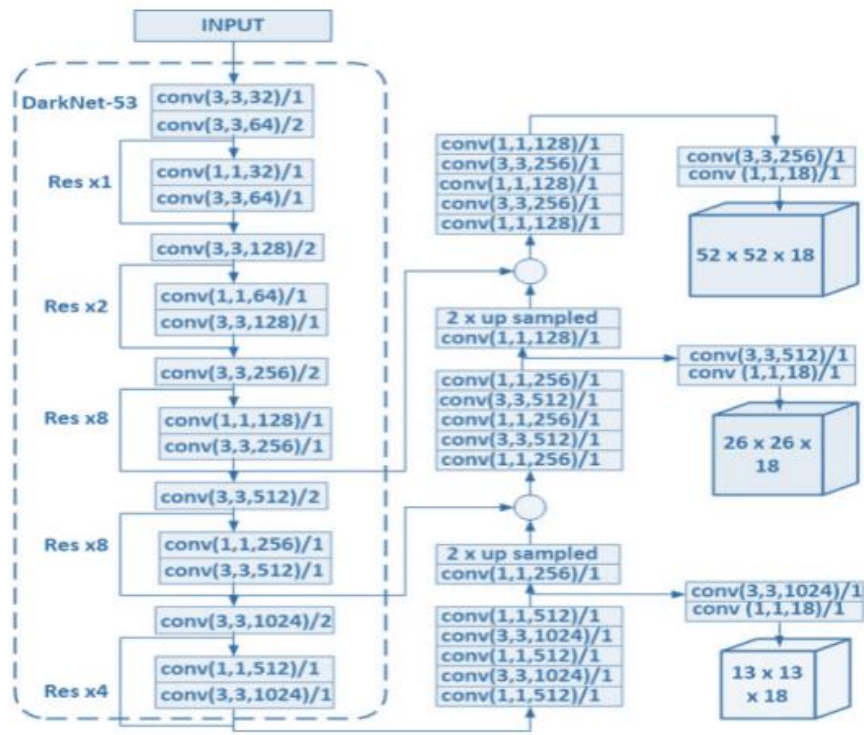 INPUT
DarkNet-53
conv(3,3,32)/1
conv(3,3,64)/2
Res x1
conv(1,1,32)/1
conv(3,3,64)/1
conv(3,3,128)/2
Res x2
conv(1,1,64)/1
conv(3,3,128)/1
conv(3,3,256)/2
Res x8
conv(1,1,128)/1
conv(3,3,256)/1
conv(3,3,512)/2
Res x8
conv(1,1,256)/1
conv(3,3,512)/1
conv(3,3,1024)/2
Res x4
conv(1,1,512)/1
conv(3,3,1024)/1
conv(1,1,128)/1
conv(3,3,256)/1
conv(1,1,128)/1
conv(3,3,256)/1
conv(1,1,128)/1
2 x up sampled
conv(1,1,128)/1
conv(1,1,256)/1
conv(3,3,512)/1
conv(1,1,256)/1
conv(3,3,512)/1
conv(1,1,256)/1
2 x up sampled
conv(1,1,256)/1
conv(1,1,512)/1
conv(3,3,1024)/1
conv(1,1,512)/1
conv(3,3,1024)/1
conv(1,1,512)/1
conv(3,3,256)/1
conv (1,1,18)/1
52 x 52 x 18
conv(3,3,512)/1
conv (1,1,18)/1
26 x 26 x
18
conv(3,3,1024)/1
conv (1,1,18)/1
13 x 13
x 18